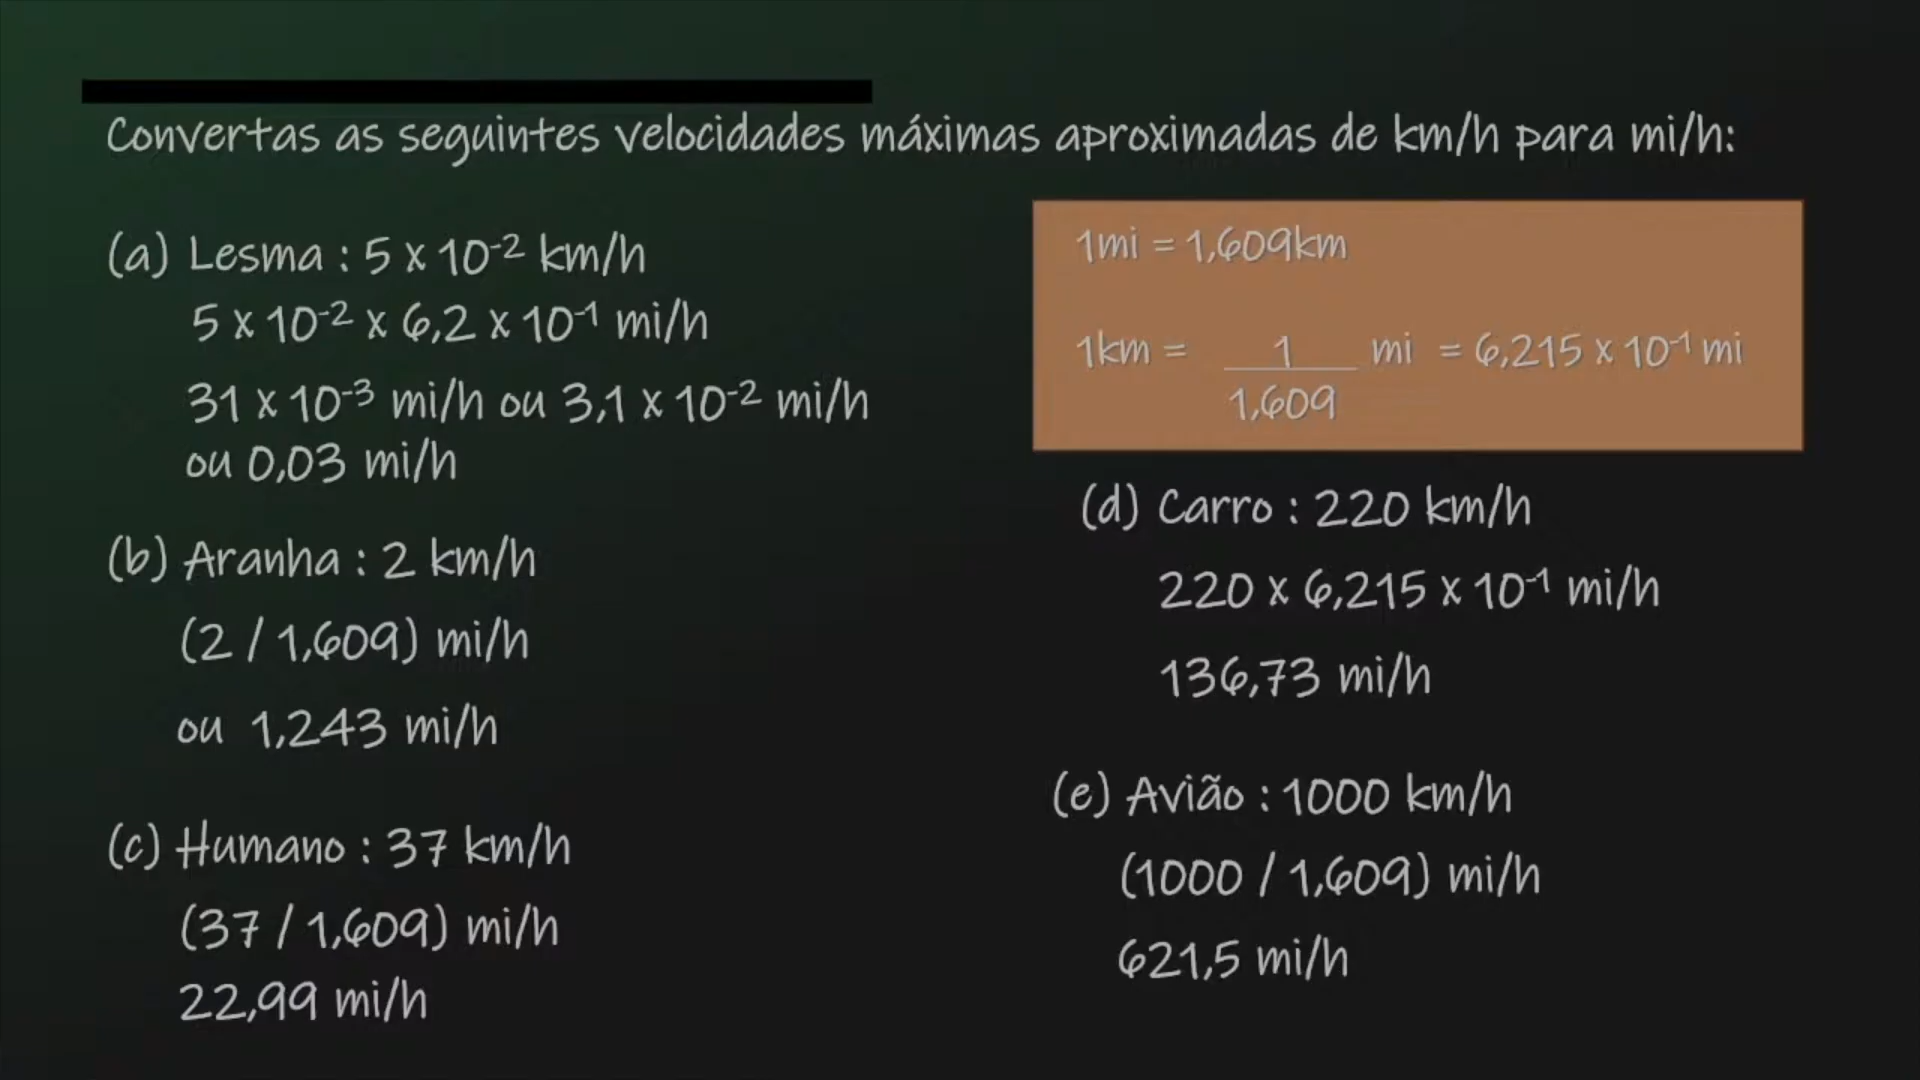 Convertas as seguintes velocidades máximas aproximadas de km/h para mi/h:
(a) Lesma : 5 x 10⁻² km/h
5 x 10⁻² x 6,2 x 10⁻¹ mi/h
31 x 10⁻³ mi/h ou 3,1 x 10⁻² mi/h
ou 0,03 mi/h
(b) Aranha : 2 km/h
(2 / 1,609) mi/h
ou 1,243 mi/h
(c) Humano : 37 km/h
(37 / 1,609) mi/h
22,99 mi/h
1mi = 1,609km
1km = 1 mi = 6,215 x 10⁻¹ mi
1,609
(d) Carro : 220 km/h
220 x 6,215 x 10⁻¹ mi/h
136,73 mi/h
(e) Avião : 1000 km/h
(1000 / 1,609) mi/h
621,5 mi/h